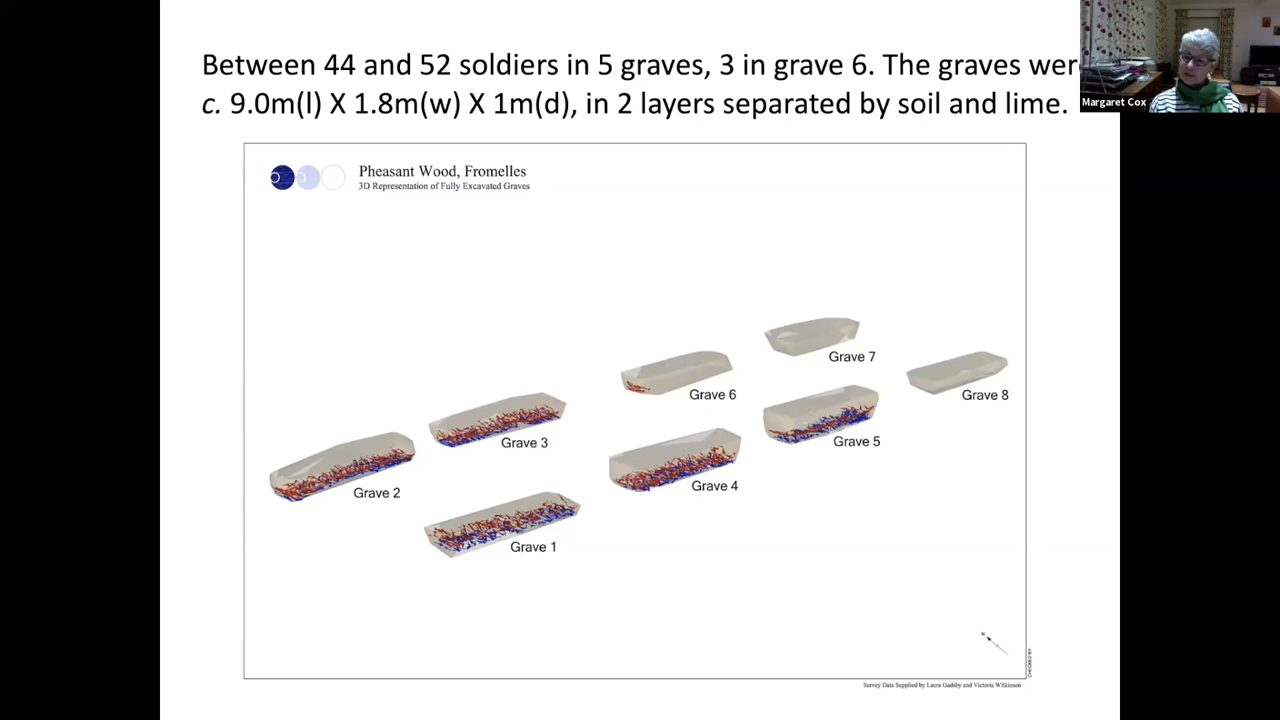 Between 44 and 52 soldiers in 5 graves, 3 in grave 6. The graves were
c. 9.0m(l) X 1.8m(w) X 1m(d), in 2 layers separated by soil and lime.
Margaret Cox
Pheasant Wood, Fromelles
3D Representation of Fully Excavated Graves
Grave 7
Grave 6
Grave 8
Grave 3
Grave 5
Grave 2
Grave 4
Grave 1
N
CHECKED BY
Survey Data Supplied by Laura Gadsby and Victoria Wilkinson